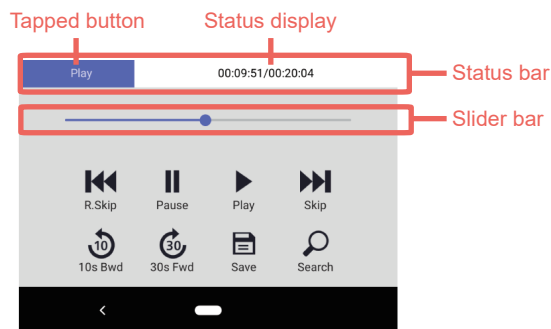 Tapped button Status display
Play 00:09:51/00:20:04 Status bar
Slider bar
R.Skip Pause Play Skip
10 30
10s Bwd 30s Fwd Save Search